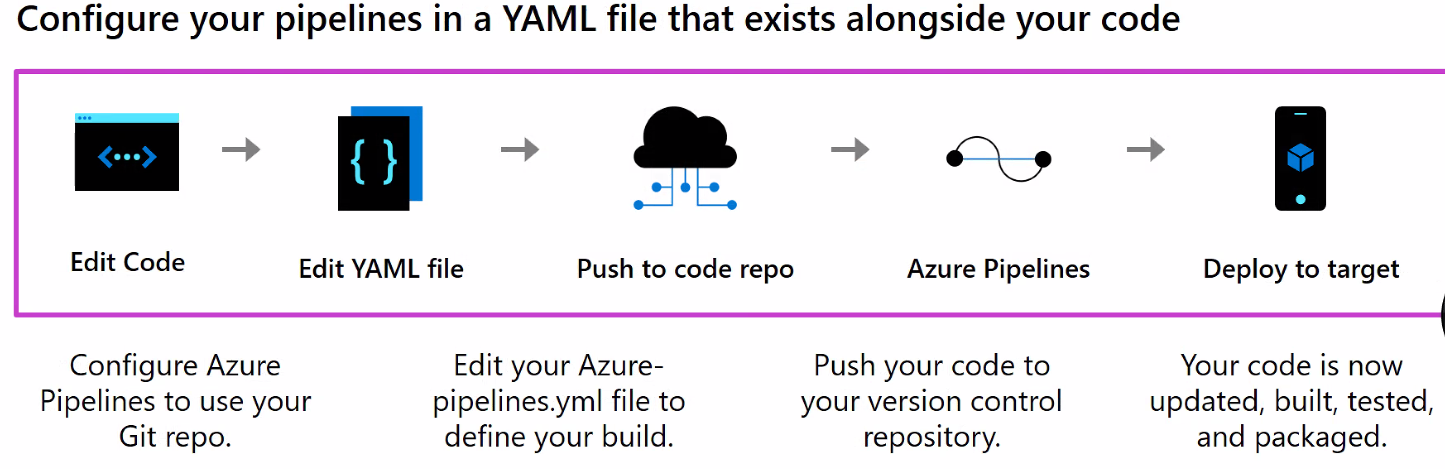 Configure your pipelines in a YAML file that exists alongside your code
Edit Code
Edit YAML file
Push to code repo
Azure Pipelines
Deploy to target
Configure Azure
Pipelines to use your
Git repo.
Edit your Azure-
pipelines.yml file to
define your build.
Push your code to
your version control
repository.
Your code is now
updated, built, tested,
and packaged.